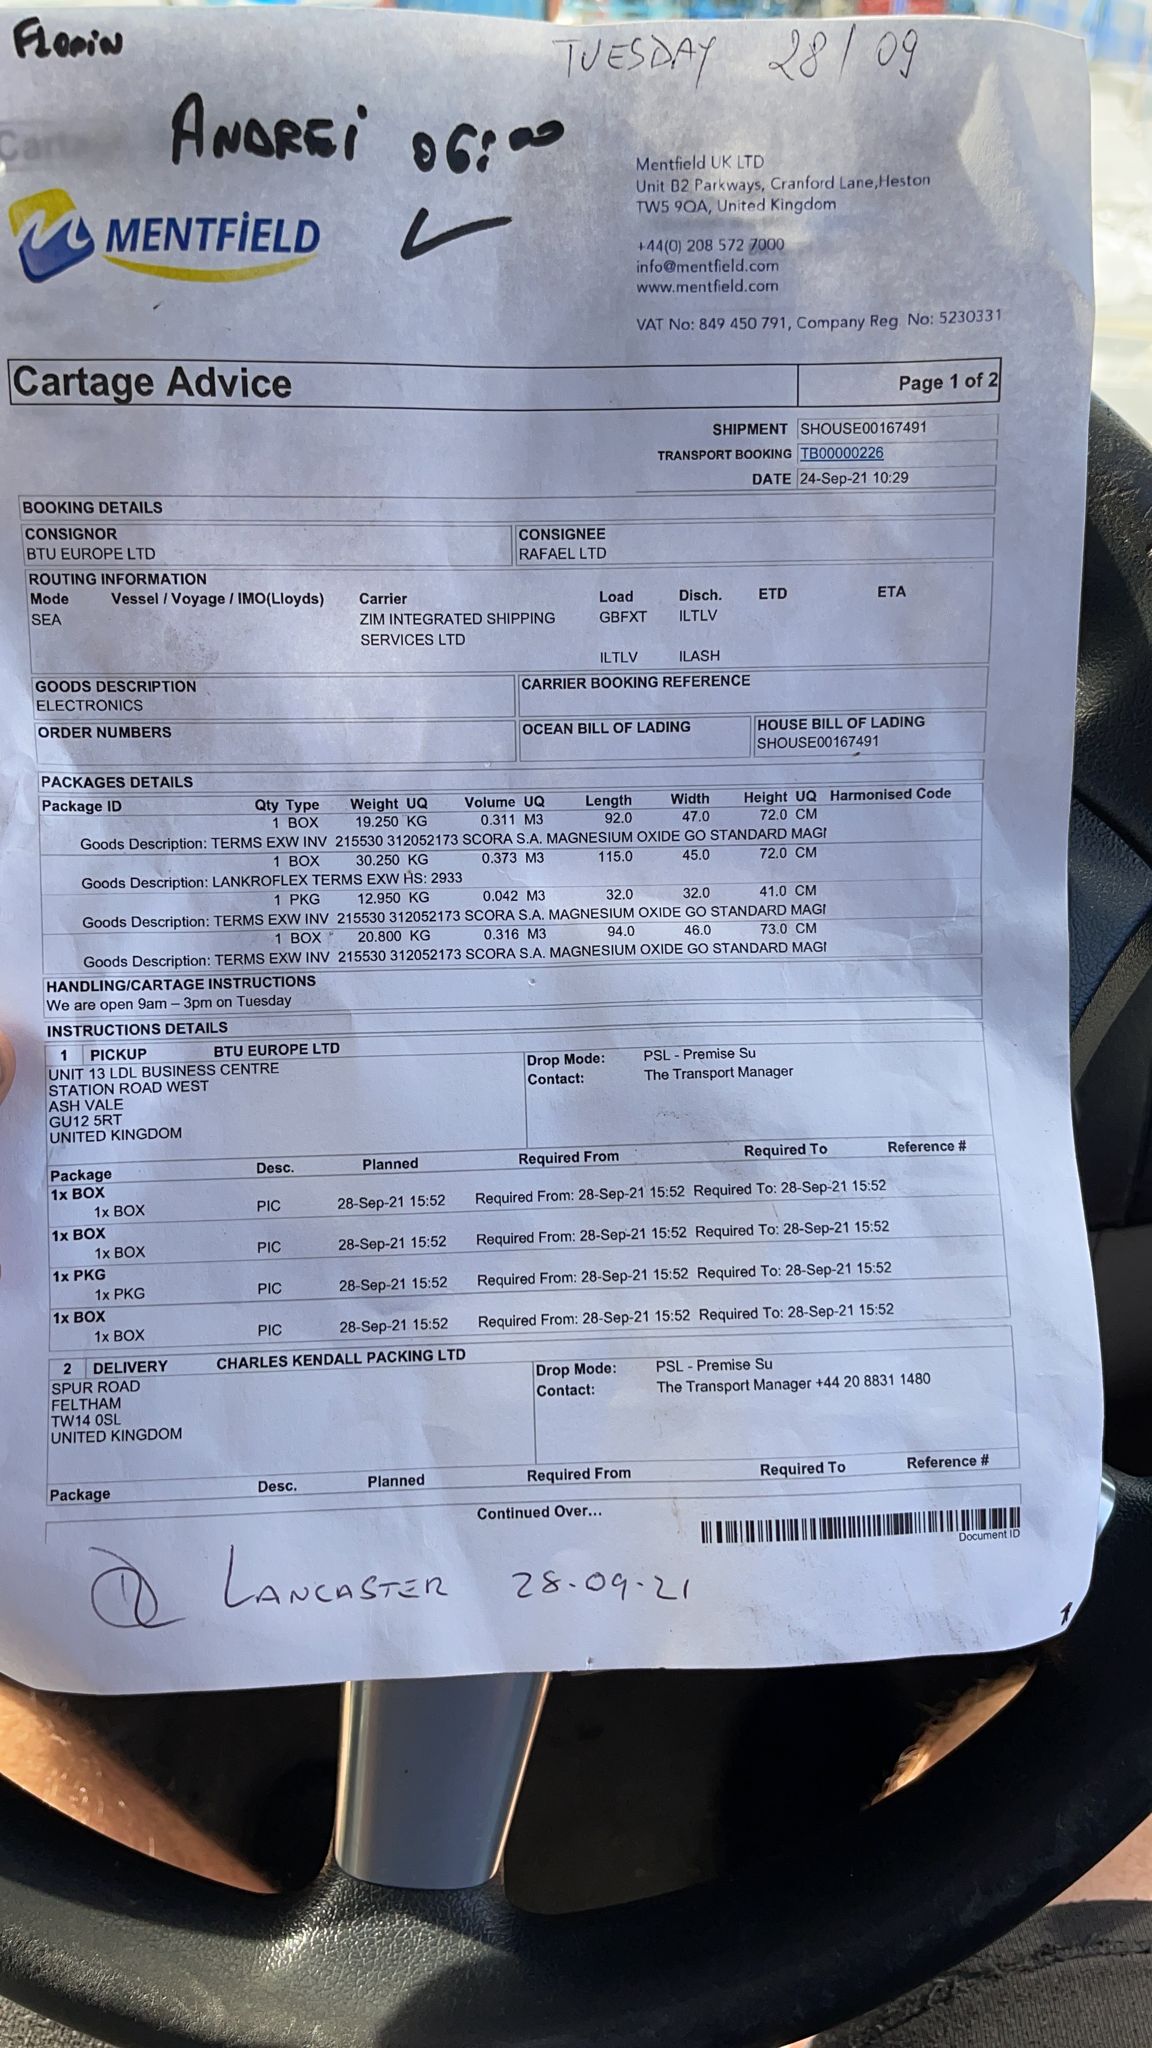 FLORIN
TUESDAY 28/09
ANDREI 06:00
MENTFiELD
Mentfield UK LTD
Unit B2 Parkways, Cranford Lane,Heston
TW5 9QA, United Kingdom
+44(0) 208 572 7000
info@mentfield.com
www.mentfield.com
VAT No: 849 450 791, Company Reg. No: 5230331
Cartage Advice Page 1 of 2
SHIPMENT SHOUSE00167491
TRANSPORT BOOKING TB00000226
DATE 24-Sep-21 10:29
BOOKING DETAILS
CONSIGNOR CONSIGNEE
BTU EUROPE LTD RAFAEL LTD
ROUTING INFORMATION
Mode Vessel / Voyage / IMO(Lloyds) Carrier Load Disch. ETD ETA
SEA ZIM INTEGRATED SHIPPING GBFXT ILTLV
SERVICES LTD
ILTLV ILASH
GOODS DESCRIPTION CARRIER BOOKING REFERENCE
ELECTRONICS
ORDER NUMBERS OCEAN BILL OF LADING HOUSE BILL OF LADING
SHOUSE00167491
PACKAGES DETAILS
Package ID Qty Type Weight UQ Volume UQ Length Width Height UQ Harmonised Code
1 BOX 19.250 KG 0.311 M3 92.0 47.0 72.0 CM
Goods Description: TERMS EXW INV 215530 312052173 SCORA S.A. MAGNESIUM OXIDE GO STANDARD MAGI
1 BOX 30.250 KG 0.373 M3 115.0 45.0 72.0 CM
Goods Description: LANKROFLEX TERMS EXW HS: 2933
1 PKG 12.950 KG 0.042 M3 32.0 32.0 41.0 CM
Goods Description: TERMS EXW INV 215530 312052173 SCORA S.A. MAGNESIUM OXIDE GO STANDARD MAGI
1 BOX 20.800 KG 0.316 M3 94.0 46.0 73.0 CM
Goods Description: TERMS EXW INV 215530 312052173 SCORA S.A. MAGNESIUM OXIDE GO STANDARD MAGI
HANDLING/CARTAGE INSTRUCTIONS
We are open 9am – 3pm on Tuesday
INSTRUCTIONS DETAILS
1 PICKUP BTU EUROPE LTD
UNIT 13 LDL BUSINESS CENTRE Drop Mode: PSL - Premise Su
STATION ROAD WEST Contact: The Transport Manager
ASH VALE
GU12 5RT
UNITED KINGDOM
Package Desc. Planned Required From Required To Reference #
1x BOX
1x BOX PIC 28-Sep-21 15:52 Required From: 28-Sep-21 15:52 Required To: 28-Sep-21 15:52
1x BOX
1x BOX PIC 28-Sep-21 15:52 Required From: 28-Sep-21 15:52 Required To: 28-Sep-21 15:52
1x PKG
1x PKG PIC 28-Sep-21 15:52 Required From: 28-Sep-21 15:52 Required To: 28-Sep-21 15:52
1x BOX
1x BOX PIC 28-Sep-21 15:52 Required From: 28-Sep-21 15:52 Required To: 28-Sep-21 15:52
2 DELIVERY CHARLES KENDALL PACKING LTD
SPUR ROAD Drop Mode: PSL - Premise Su
FELTHAM Contact: The Transport Manager +44 20 8831 1480
TW14 0SL
UNITED KINGDOM
Package Desc. Planned Required From Required To Reference #
Continued Over...
Document ID
LANCASTER 28-09-21
1